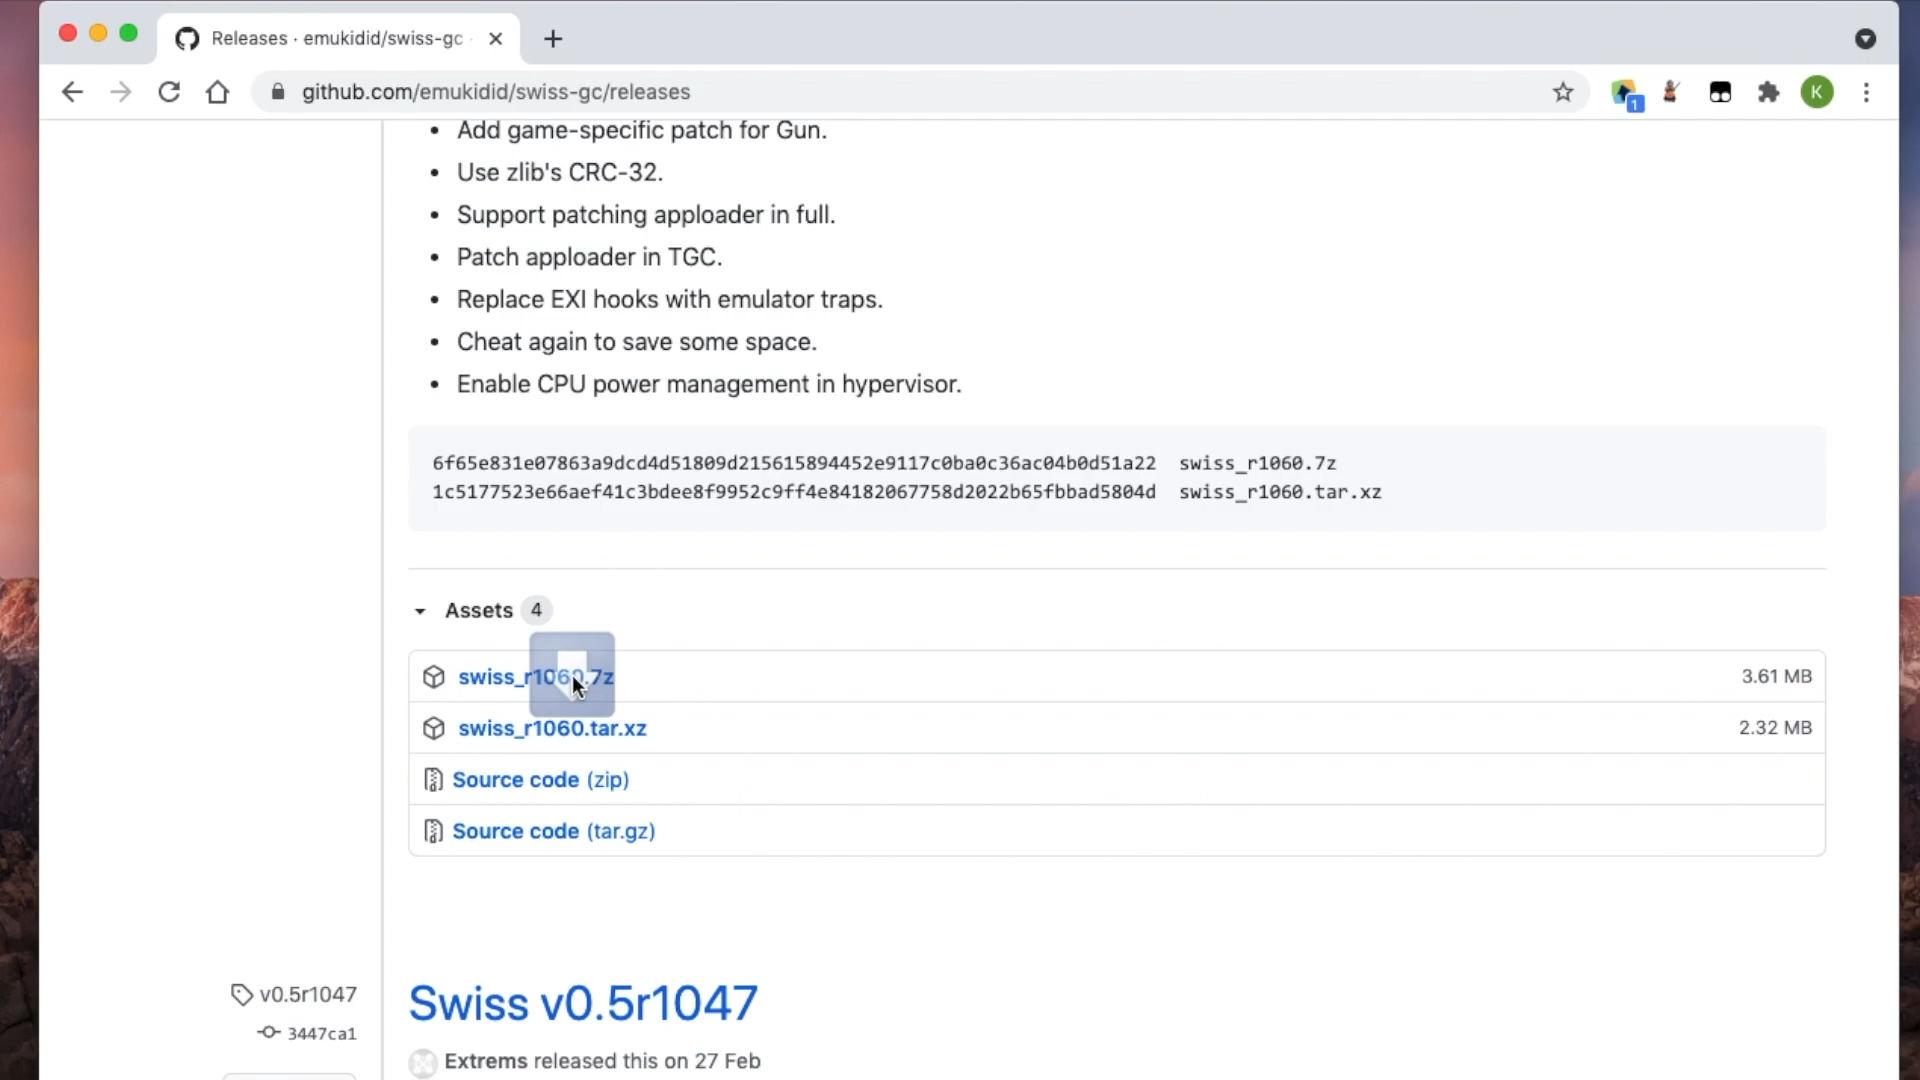 Releases · emukidid/swiss-gc
github.com/emukidid/swiss-gc/releases
1
K
Add game-specific patch for Gun.
Use zlib's CRC-32.
Support patching apploader in full.
Patch apploader in TGC.
Replace EXI hooks with emulator traps.
Cheat again to save some space.
Enable CPU power management in hypervisor.
6f65e831e07863a9dcd4d51809d215615894452e9117c0ba0c36ac04b0d51a22 swiss_r1060.7z
1c5177523e66aef41c3bdee8f9952c9ff4e84182067758d2022b65fbbad5804d swiss_r1060.tar.xz
Assets 4
swiss_r1060.7z 3.61 MB
swiss_r1060.tar.xz 2.32 MB
Source code (zip)
Source code (tar.gz)
v0.5r1047
3447ca1
Swiss v0.5r1047
Extrems released this on 27 Feb